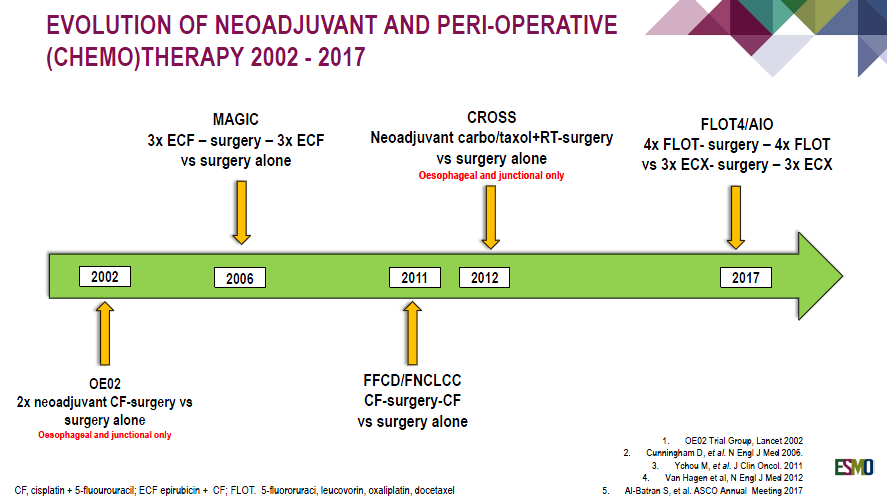 EVOLUTION OF NEOADJUVANT AND PERI-OPERATIVE
(CHEMO)THERAPY 2002 - 2017
MAGIC
3x ECF – surgery – 3x ECF
vs surgery alone
CROSS
Neoadjuvant carbo/taxol+RT-surgery
vs surgery alone
Oesophageal and junctional only
FLOT4/AIO
4x FLOT- surgery – 4x FLOT
vs 3x ECX- surgery – 3x ECX
2002
2006
2011
2012
2017
OE02
2x neoadjuvant CF-surgery vs
surgery alone
Oesophageal and junctional only
FFCD/FNCLCC
CF-surgery-CF
vs surgery alone
1. OE02 Trial Group, Lancet 2002
2. Cunningham D, et al. N Engl J Med 2006.
3. Ychou M, et al. J Clin Oncol. 2011
4. Van Hagen et al, N Engl J Med 2012
5. Al-Batran S, et al. ASCO Annual Meeting 2017
CF, cisplatin + 5-fluourouracil; ECF epirubicin + CF; FLOT. 5-fluororuraci, leucovorin, oxaliplatin, docetaxel
ESMO